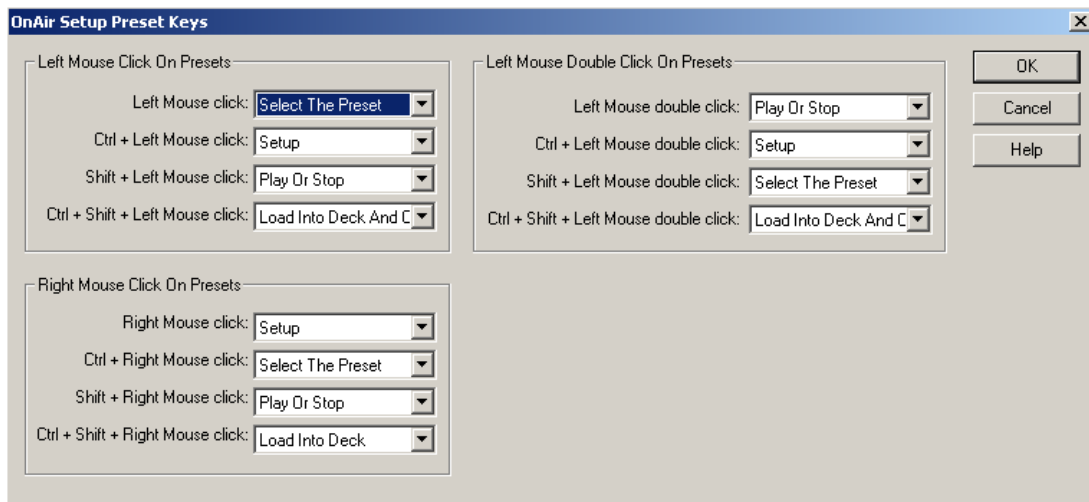 OnAir Setup Preset Keys
Left Mouse Click On Presets
Left Mouse click: Select The Preset
Ctrl + Left Mouse click: Setup
Shift + Left Mouse click: Play Or Stop
Ctrl + Shift + Left Mouse click: Load Into Deck And C
Left Mouse Double Click On Presets
Left Mouse double click: Play Or Stop
Ctrl + Left Mouse double click: Setup
Shift + Left Mouse double click: Select The Preset
Ctrl + Shift + Left Mouse double click: Load Into Deck And C
OK
Cancel
Help
Right Mouse Click On Presets
Right Mouse click: Setup
Ctrl + Right Mouse click: Select The Preset
Shift + Right Mouse click: Play Or Stop
Ctrl + Shift + Right Mouse click: Load Into Deck